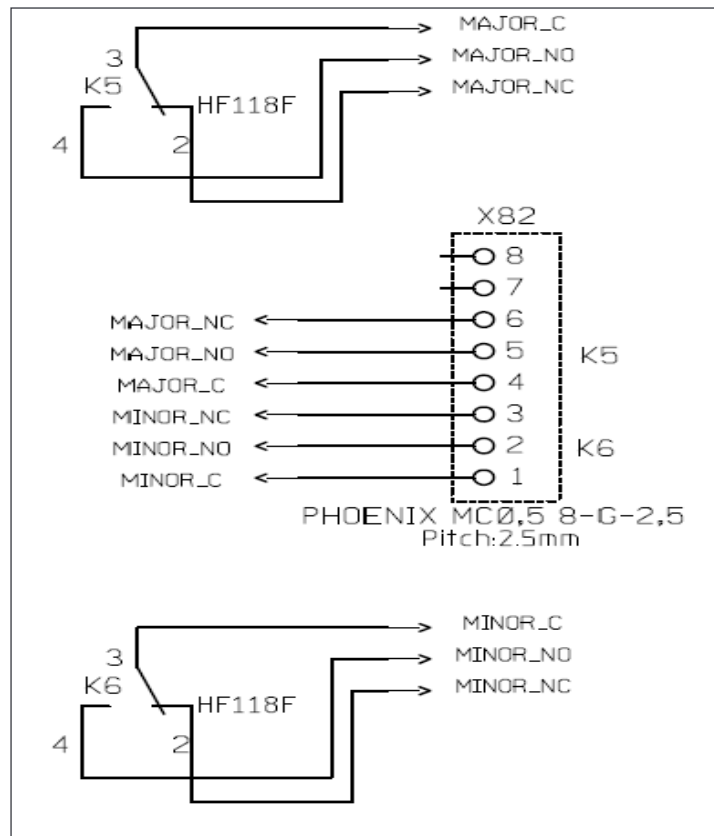 MAJOR_C
3
MAJOR_NO
K5
HF118F
MAJOR_NC
4
2
X82
8
7
MAJOR_NC
6
MAJOR_NO
5
K5
MAJOR_C
4
MINOR_NC
3
MINOR_NO
2
K6
MINOR_C
1
PHOENIX MC0,5 8-G-2,5
Pitch:2.5mm
MINOR_C
3
MINOR_NO
K6
HF118F
MINOR_NC
4
2